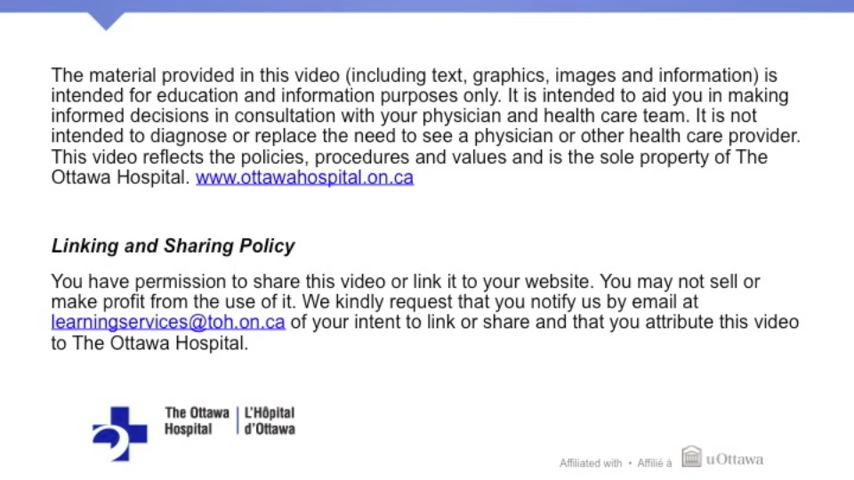 The material provided in this video (including text, graphics, images and information) is
intended for education and information purposes only. It is intended to aid you in making
informed decisions in consultation with your physician and health care team. It is not
intended to diagnose or replace the need to see a physician or other health care provider.
This video reflects the policies, procedures and values and is the sole property of The
Ottawa Hospital. www.ottawahospital.on.ca
Linking and Sharing Policy
You have permission to share this video or link it to your website. You may not sell or
make profit from the use of it. We kindly request that you notify us by email at
learningservices@toh.on.ca of your intent to link or share and that you attribute this video
to The Ottawa Hospital.
The Ottawa L'Hôpital
Hospital d'Ottawa
Affiliated with • Affilié à uOttawa